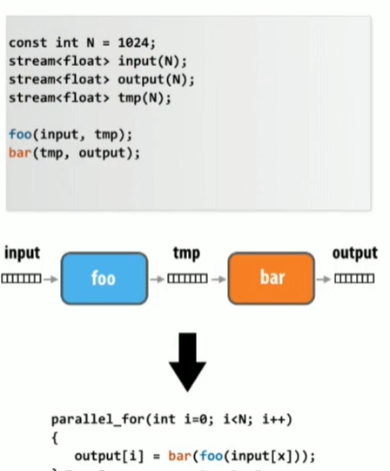 const int N = 1024;
stream<float> input(N);
stream<float> output(N);
stream<float> tmp(N);
foo(input, tmp);
bar(tmp, output);
input
tmp
output
foo
bar
parallel_for(int i=0; i<N; i++)
{
output[i] = bar(foo(input[x]));